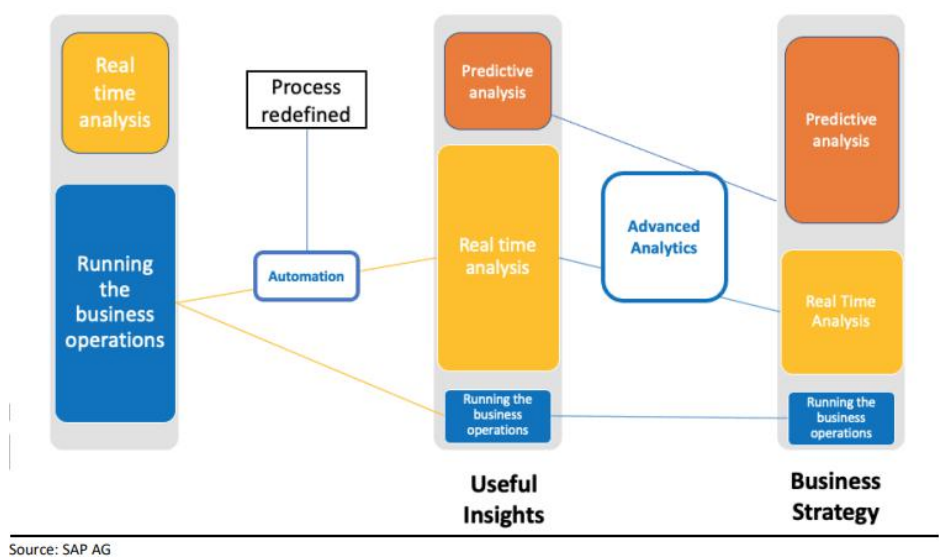 Real
time
analysis
Running
the
business
operations
Process
redefined
Automation
Predictive
analysis
Real time
analysis
Running the
business
operations
Useful
Insights
Advanced
Analytics
Predictive
analysis
Real Time
Analysis
Running the
business
operations
Business
Strategy
Source: SAP AG